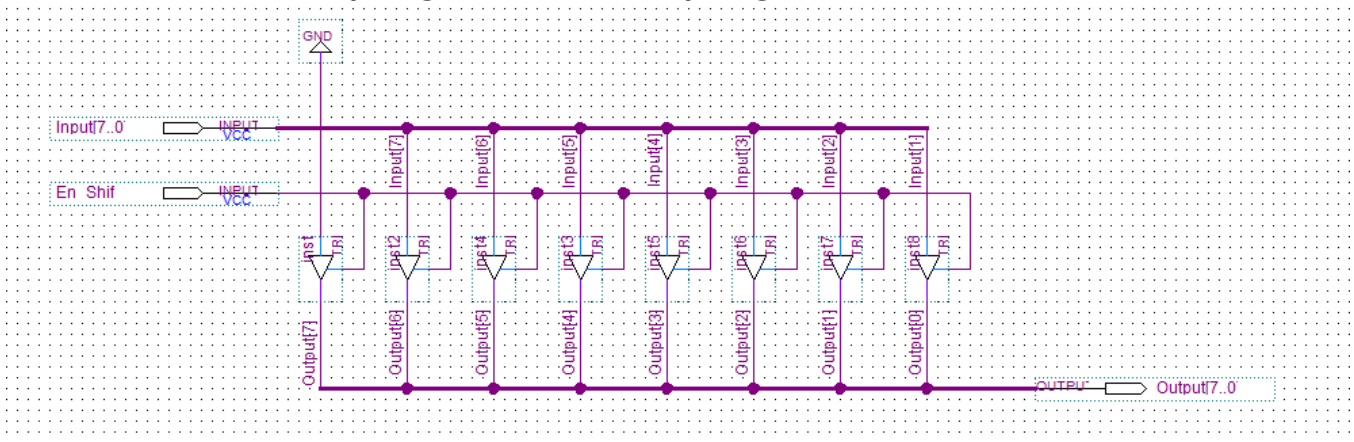 GND
Input[7..0
INPUT
VCC
Input[7]
Input[6]
Input[5]
Input[4]
Input[3]
Input[2]
Input[1]
En Shif
INPUT
VCC
inst
TRI
inst2
TRI
inst4
TRI
inst3
TRI
inst5
TRI
inst6
TRI
inst7
TRI
inst8
TRI
Output[7]
Output[6]
Output[5]
Output[4]
Output[3]
Output[2]
Output[1]
Output[0]
OUTPU
Output[7..0